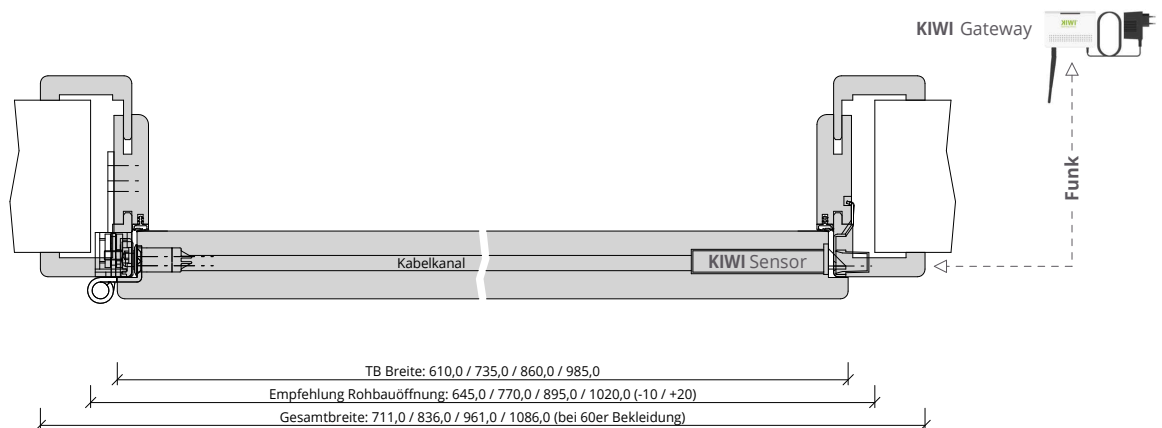 KIWI
KIWI Gateway
Funk
Kabelkanal
KIWI Sensor
TB Breite: 610,0 / 735,0 / 860,0 / 985,0
Empfehlung Rohbauöffnung: 645,0 / 770,0 / 895,0 / 1020,0 (-10 / +20)
Gesamtbreite: 711,0 / 836,0 / 961,0 / 1086,0 (bei 60er Bekleidung)